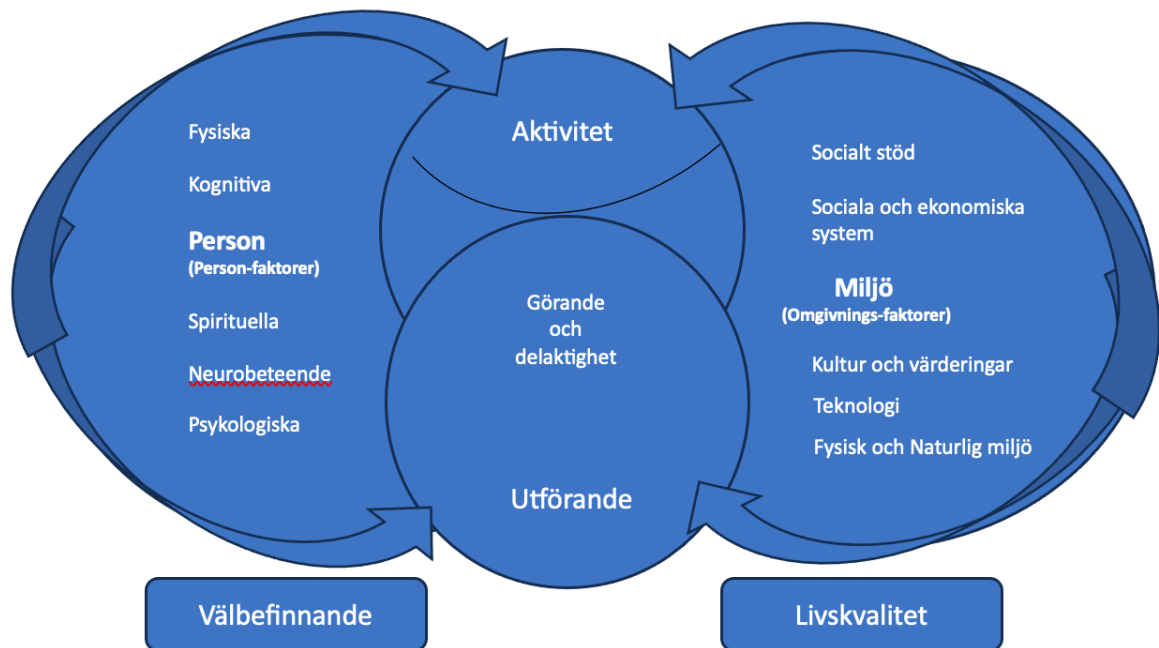 Fysiska
Kognitiva
Person
(Person-faktorer)
Spirituella
Neurobeteende
Psykologiska
Aktivitet
Görande
och
delaktighet
Utförande
Socialt stöd
Sociala och ekonomiska
system
Miljö
(Omgivnings-faktorer)
Kultur och värderingar
Teknologi
Fysisk och Naturlig miljö
Välbefinnande
Livskvalitet